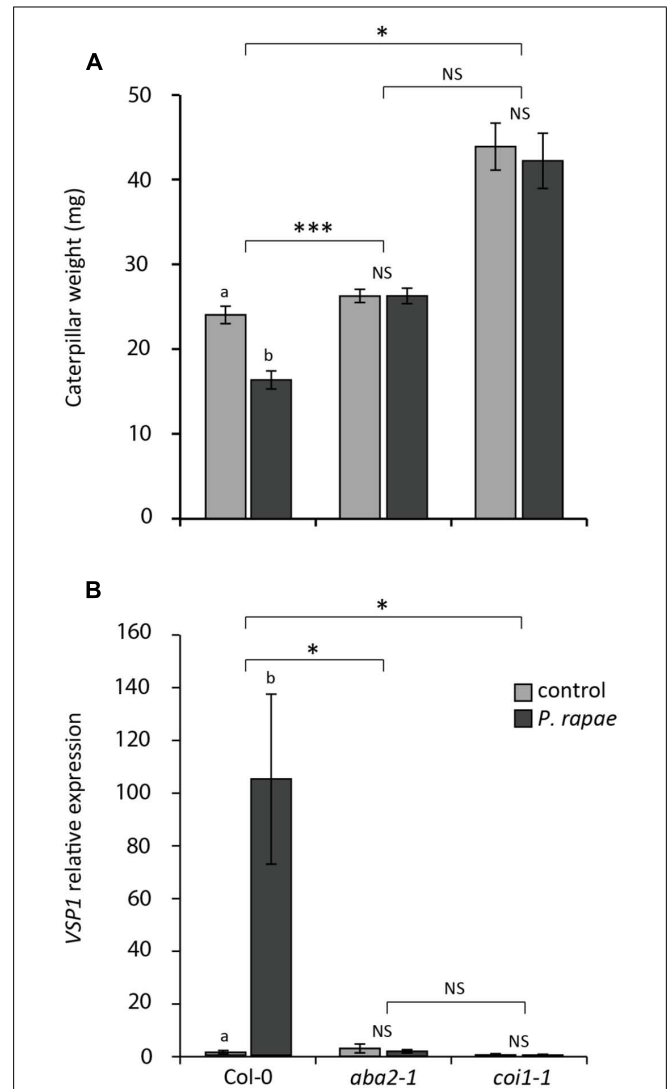 *
A
NS
50
NS
40
***
30
NS
a
20
b
10
0
Caterpillar weight (mg)
B
*
160
*
b
140
control
P. rapae
120
100
80
60
40
NS
20
a
NS
NS
0
VSP1 relative expression
Col-0 aba2-1 coi1-1